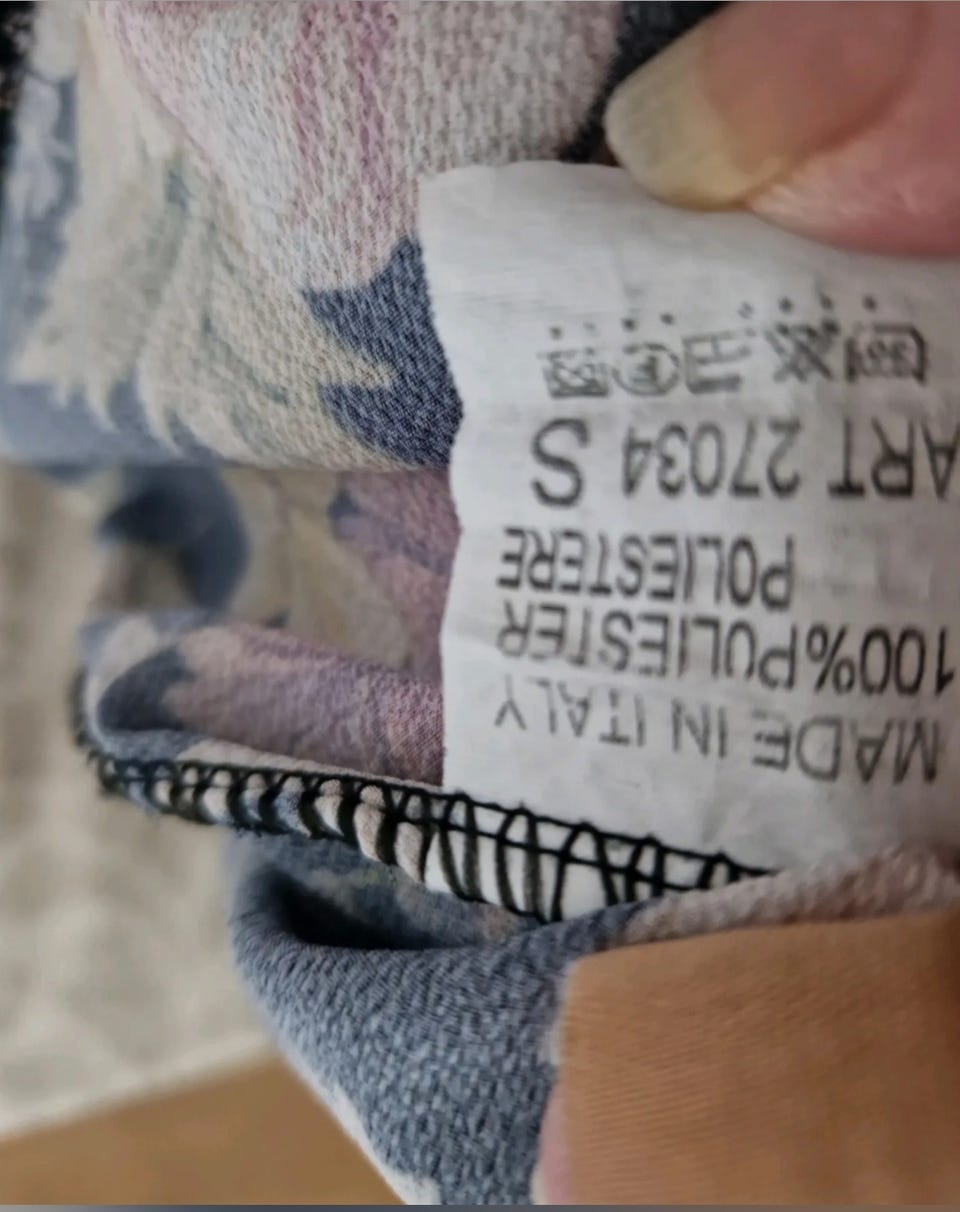 MADE IN ITALY
100%POLIESTER
POLIESTERE
ART 27034 S